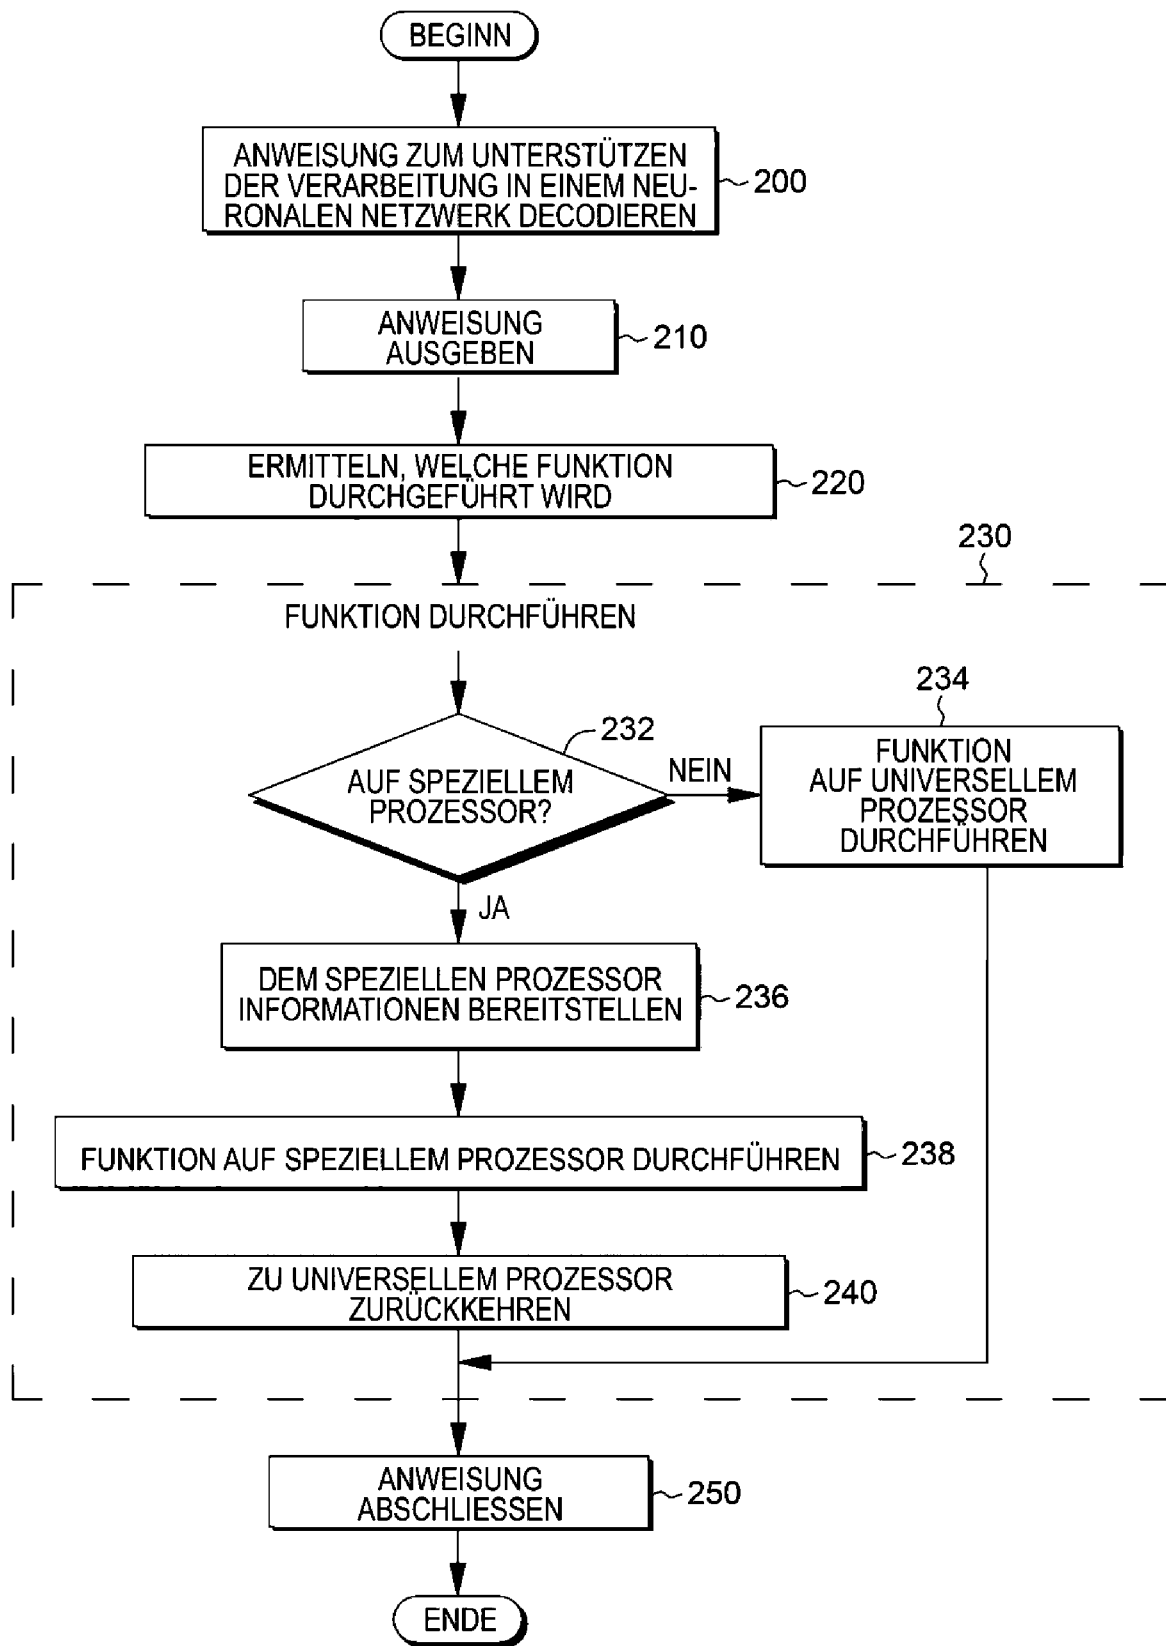 BEGINN
ANWEISUNG ZUM UNTERSTÜTZEN
DER VERARBEITUNG IN EINEM NEU-
RONALEN NETZWERK DECODIEREN
200
ANWEISUNG
AUSGEBEN
210
ERMITTELN, WELCHE FUNKTION
DURCHGEFÜHRT WIRD
220
230
FUNKTION DURCHFÜHREN
232
AUF SPEZIELLEM
PROZESSOR?
NEIN
234
FUNKTION
AUF UNIVERSELLEM
PROZESSOR
DURCHFÜHREN
JA
DEM SPEZIELLEN PROZESSOR
INFORMATIONEN BEREITSTELLEN
236
FUNKTION AUF SPEZIELLEM PROZESSOR DURCHFÜHREN
238
ZU UNIVERSELLEM PROZESSOR
ZURÜCKKEHREN
240
ANWEISUNG
ABSCHLIESSEN
250
ENDE